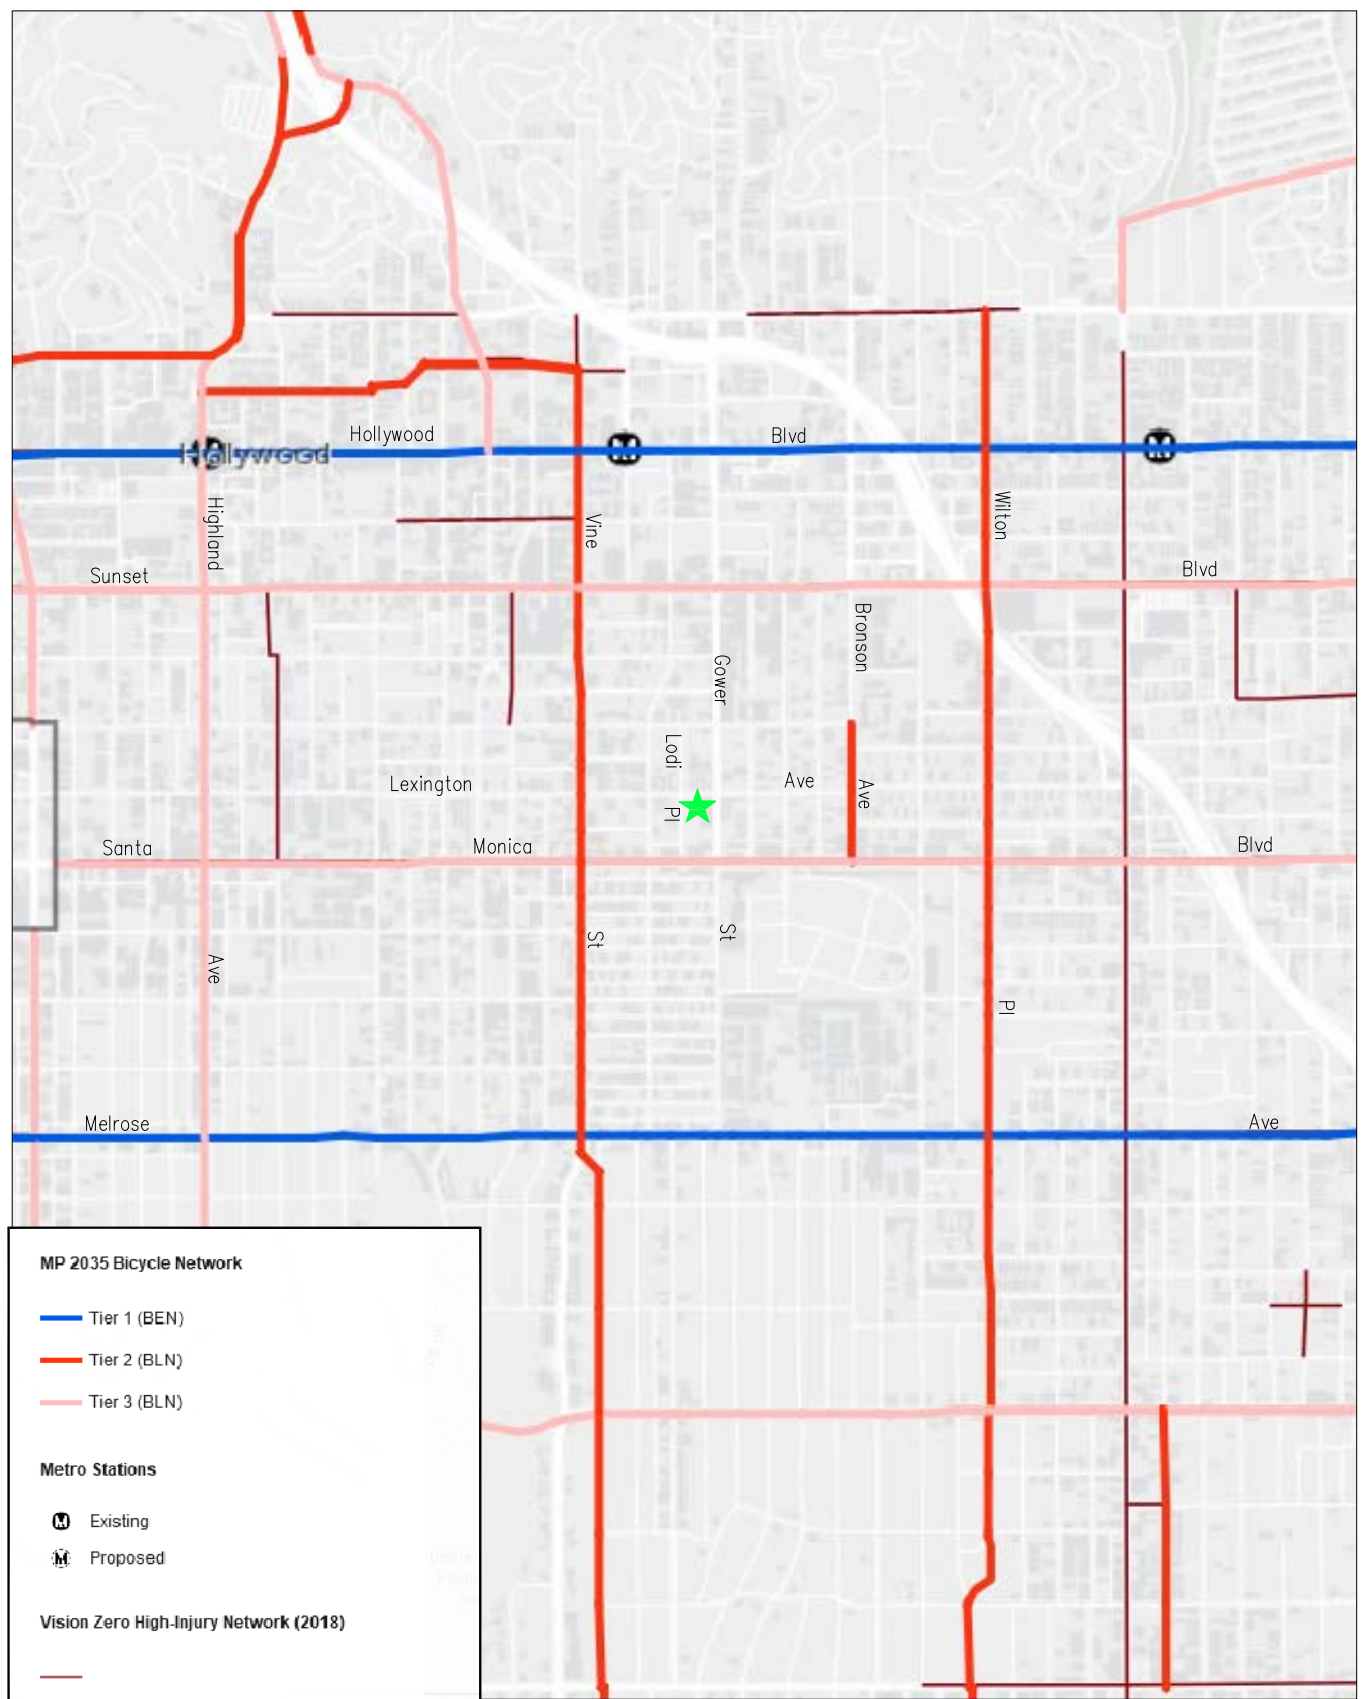 Hollywood Blvd
Hollywood
Highland
Vine
Wilton
Sunset Blvd
Bronson
Gower
Lodi
Lexington Ave
Ave
Pl
Santa Monica Blvd
St
St
Ave
Pl
Melrose Ave
MP 2035 Bicycle Network
Tier 1 (BEN)
Tier 2 (BLN)
Tier 3 (BLN)
Metro Stations
M Existing
M Proposed
Vision Zero High-Injury Network (2018)